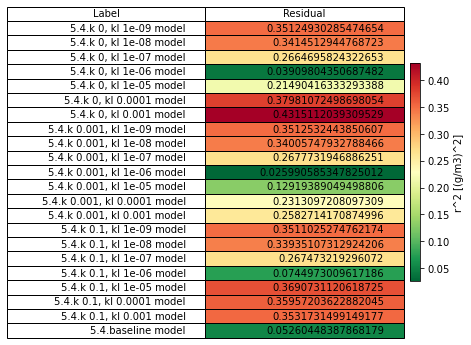 Label Residual
5.4.k 0, kl 1e-09 model 0.35124930285474654
5.4.k 0, kl 1e-08 model 0.3414512944768723
5.4.k 0, kl 1e-07 model 0.2664695824322653
5.4.k 0, kl 1e-06 model 0.03909804350687482
5.4.k 0, kl 1e-05 model 0.21490416333293388
5.4.k 0, kl 0.0001 model 0.37981072498698054
5.4.k 0, kl 0.001 model 0.4315112039309529
5.4.k 0.001, kl 1e-09 model 0.3512532443850607
5.4.k 0.001, kl 1e-08 model 0.34005747932788466
5.4.k 0.001, kl 1e-07 model 0.2677731946886251
5.4.k 0.001, kl 1e-06 model 0.025990585347825012
5.4.k 0.001, kl 1e-05 model 0.12919389049498806
5.4.k 0.001, kl 0.0001 model 0.2313097208097309
5.4.k 0.001, kl 0.001 model 0.2582714170874996
5.4.k 0.1, kl 1e-09 model 0.3511025274762174
5.4.k 0.1, kl 1e-08 model 0.33935107312924206
5.4.k 0.1, kl 1e-07 model 0.267473219296072
5.4.k 0.1, kl 1e-06 model 0.0744973009617186
5.4.k 0.1, kl 1e-05 model 0.3690731120618725
5.4.k 0.1, kl 0.0001 model 0.35957203622882045
5.4.k 0.1, kl 0.001 model 0.3531731499149177
5.4.baseline model 0.05260448387868179
0.40
0.35
0.30
0.25
0.20
0.15
0.10
0.05
r^2 [(g/m3)^2]